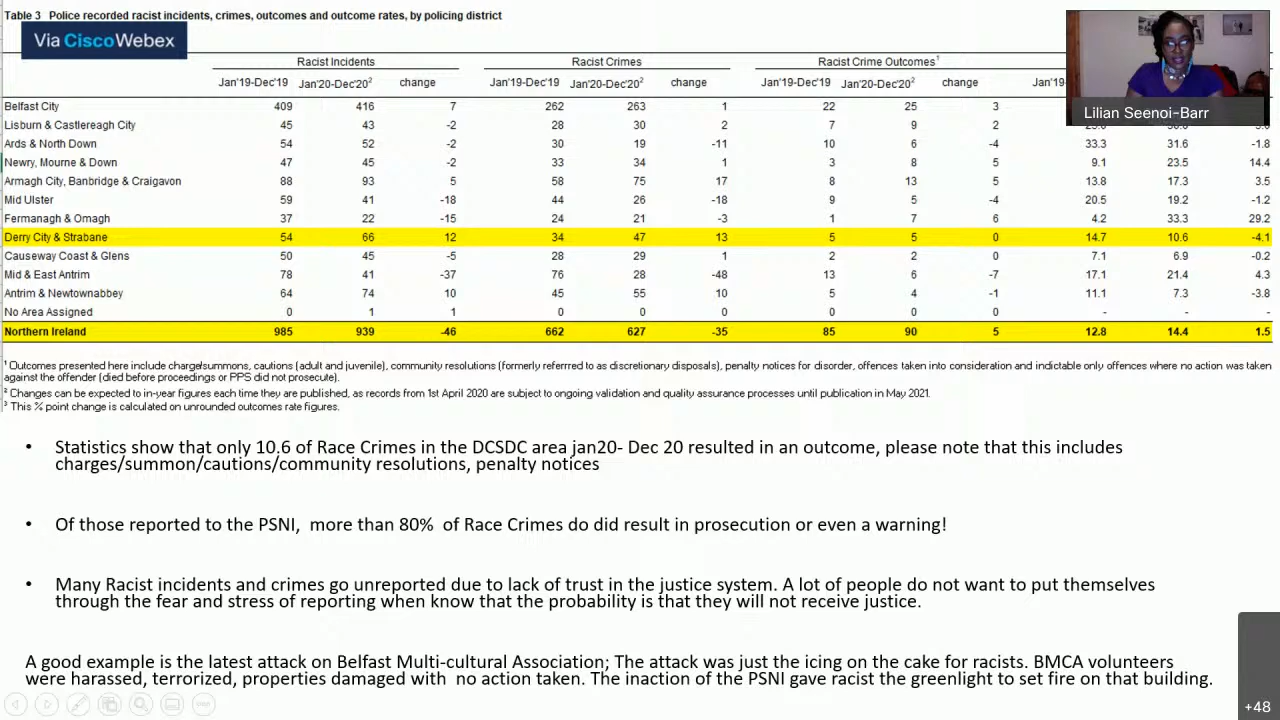 Table 3 Police recorded racist incidents, crimes, outcomes and outcome rates, by policing district
Via CiscoWebex
Racist Incidents Racist Crimes Racist Crime Outcomes¹
Jan'19-Dec'19 Jan'20-Dec'20² change Jan'19-Dec'19 Jan'20-Dec'20² change Jan'19-Dec'19 Jan'20-Dec'20² change Jan'19
Belfast City 409 416 7 262 263 1 22 25 3
Lisburn & Castlereagh City 45 43 -2 28 30 2 7 9 2
Ards & North Down 54 52 -2 30 19 -11 10 6 -4 33.3 31.6 -1.8
Newry, Mourne & Down 47 45 -2 33 34 1 3 8 5 9.1 23.5 14.4
Armagh City, Banbridge & Craigavon 88 93 5 58 75 17 8 13 5 13.8 17.3 3.5
Mid Ulster 59 41 -18 44 26 -18 9 5 -4 20.5 19.2 -1.2
Fermanagh & Omagh 37 22 -15 24 21 -3 1 7 6 4.2 33.3 29.2
Derry City & Strabane 54 66 12 34 47 13 5 5 0 14.7 10.6 -4.1
Causeway Coast & Glens 50 45 -5 28 29 1 2 2 0 7.1 6.9 -0.2
Mid & East Antrim 78 41 -37 76 28 -48 13 6 -7 17.1 21.4 4.3
Antrim & Newtownabbey 64 74 10 45 55 10 5 4 -1 11.1 7.3 -3.8
No Area Assigned 0 1 1 0 0 0 0 0 0 - - -
Northern Ireland 985 939 -46 662 627 -35 85 90 5 12.8 14.4 1.5
Lilian Seenoi-Barr
¹ Outcomes presented here include charge/summons, cautions (adult and juvenile), community resolutions (formerly referrred to as discretionary disposals), penalty notices for disorder, offences taken into consideration and indictable only offences where no action was taken
against the offender (died before proceedings or PPS did not prosecute).
² Changes can be expected to in-year figures each time they are published, as records from 1st April 2020 are subject to ongoing validation and quality assurance processes until publication in May 2021.
³ This % point change is calculated on unrounded outcomes rate figures.
• Statistics show that only 10.6 of Race Crimes in the DCSDC area jan20- Dec 20 resulted in an outcome, please note that this includes
charges/summon/cautions/community resolutions, penalty notices
• Of those reported to the PSNI, more than 80% of Race Crimes do did result in prosecution or even a warning!
• Many Racist incidents and crimes go unreported due to lack of trust in the justice system. A lot of people do not want to put themselves
through the fear and stress of reporting when know that the probability is that they will not receive justice.
A good example is the latest attack on Belfast Multi-cultural Association; The attack was just the icing on the cake for racists. BMCA volunteers
were harassed, terrorized, properties damaged with no action taken. The inaction of the PSNI gave racist the greenlight to set fire on that building.
+48